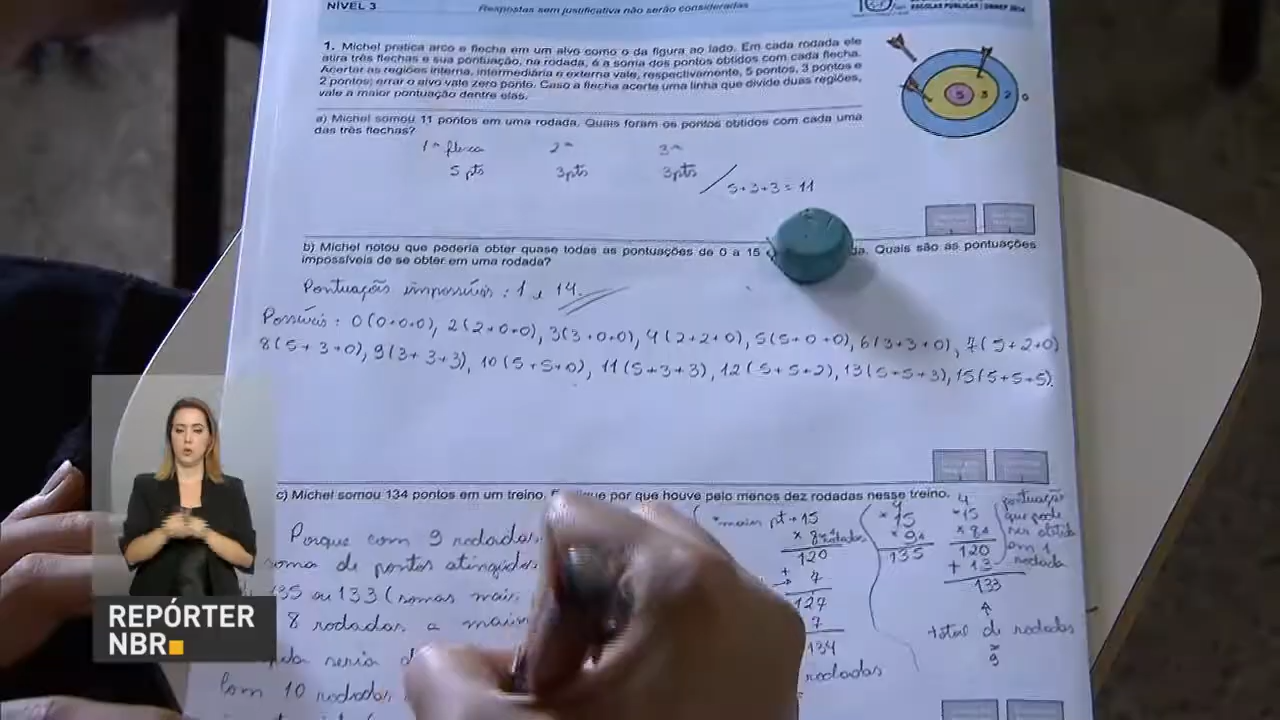 NÍVEL 3
Respostas sem justificativa não serão consideradas
ESCOLAS PÚBLICAS
1. Michel pratica arco e flecha em um alvo como o da figura ao lado. Em cada rodada ele
atira três flechas e sua pontuação, na rodada, é a soma dos pontos obtidos com cada flecha.
Acertar as regiões interna, intermediária e externa vale, respectivamente, 5 pontos, 3 pontos e
2 pontos; errar o alvo vale zero ponto. Caso a flecha acerte uma linha que divide duas regiões,
vale a maior pontuação dentre elas.
5 3 2 0
a) Michel somou 11 pontos em uma rodada. Quais foram os pontos obtidos com cada uma
das três flechas?
1ª flecha 2ª 3ª
5 pts 3pts 3pts
5+3+3=11
b) Michel notou que poderia obter quase todas as pontuações de 0 a 15 da. Quais são as pontuações
impossíveis de se obter em uma rodada?
Pontuações impossíveis: 1 e 14.
Possíveis: 0(0+0+0), 2(2+0+0), 3(3+0+0), 4(2+2+0), 5(5+0+0), 6(3+3+0), 7(5+2+0)
8(5+3+0), 9(3+3+3), 10(5+5+0), 11(5+3+3), 12(5+5+2), 13(5+5+3), 15(5+5+5).
c) Michel somou 134 pontos em um treino. por que houve pelo menos dez rodadas nesse treino.
Porque com 9 rodadas
soma de pontos atingidos
135 ou 133 (somas mais
8 rodadas a maior
seria
Com 10 rodadas
*maior pt→15
x 8 rodadas
120
+
7
127
7
134
rodadas
4
15
x 9
135
4
15
x 8
120
+ 13
133
pontuação
que pode
ser obtida
em 1
rodada
total de rodadas
9
REPÓRTER
NBR